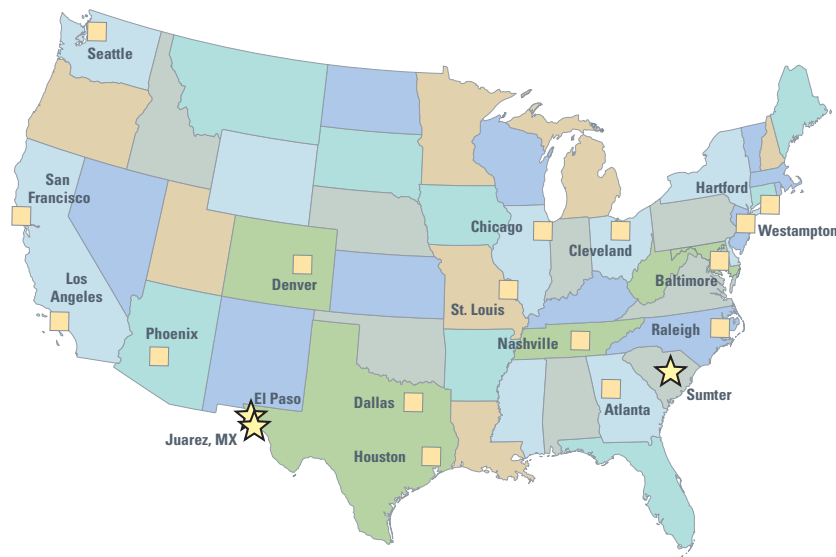 Seattle
San
Francisco
Los
Angeles
Phoenix
Denver
El Paso
Juarez, MX
Dallas
Houston
St. Louis
Chicago
Nashville
Cleveland
Atlanta
Sumter
Raleigh
Baltimore
Westampton
Hartford